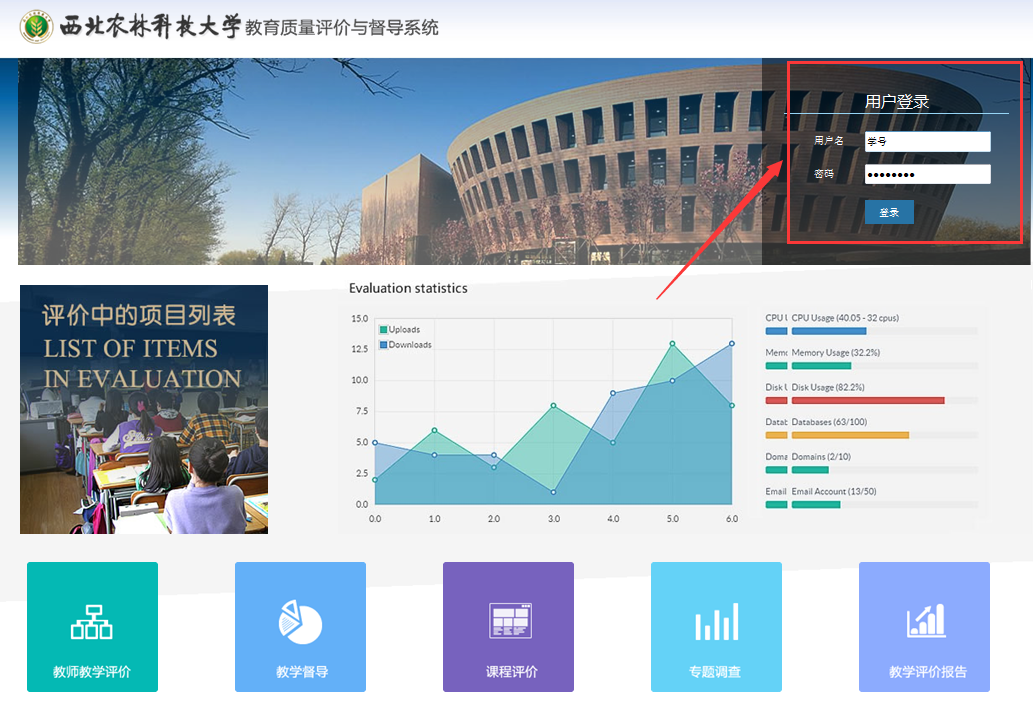 西北农林科技大学 教育质量评价与督导系统
用户登录
用户名 学号
密码 ••••••••
登录
评价中的项目列表
LIST OF ITEMS
IN EVALUATION
Evaluation statistics
Uploads
Downloads
15.0
12.5
10.0
7.5
5.0
2.5
0.0
0.0 1.0 2.0 3.0 4.0 5.0 6.0
CPU U CPU Usage (40.05 - 32 cpus)
Memo Memory Usage (32.2%)
Disk U Disk Usage (82.2%)
Datab Databases (63/100)
Doma Domains (2/10)
Email Email Account (13/50)
教师教学评价
教学督导
课程评价
专题调查
教学评价报告